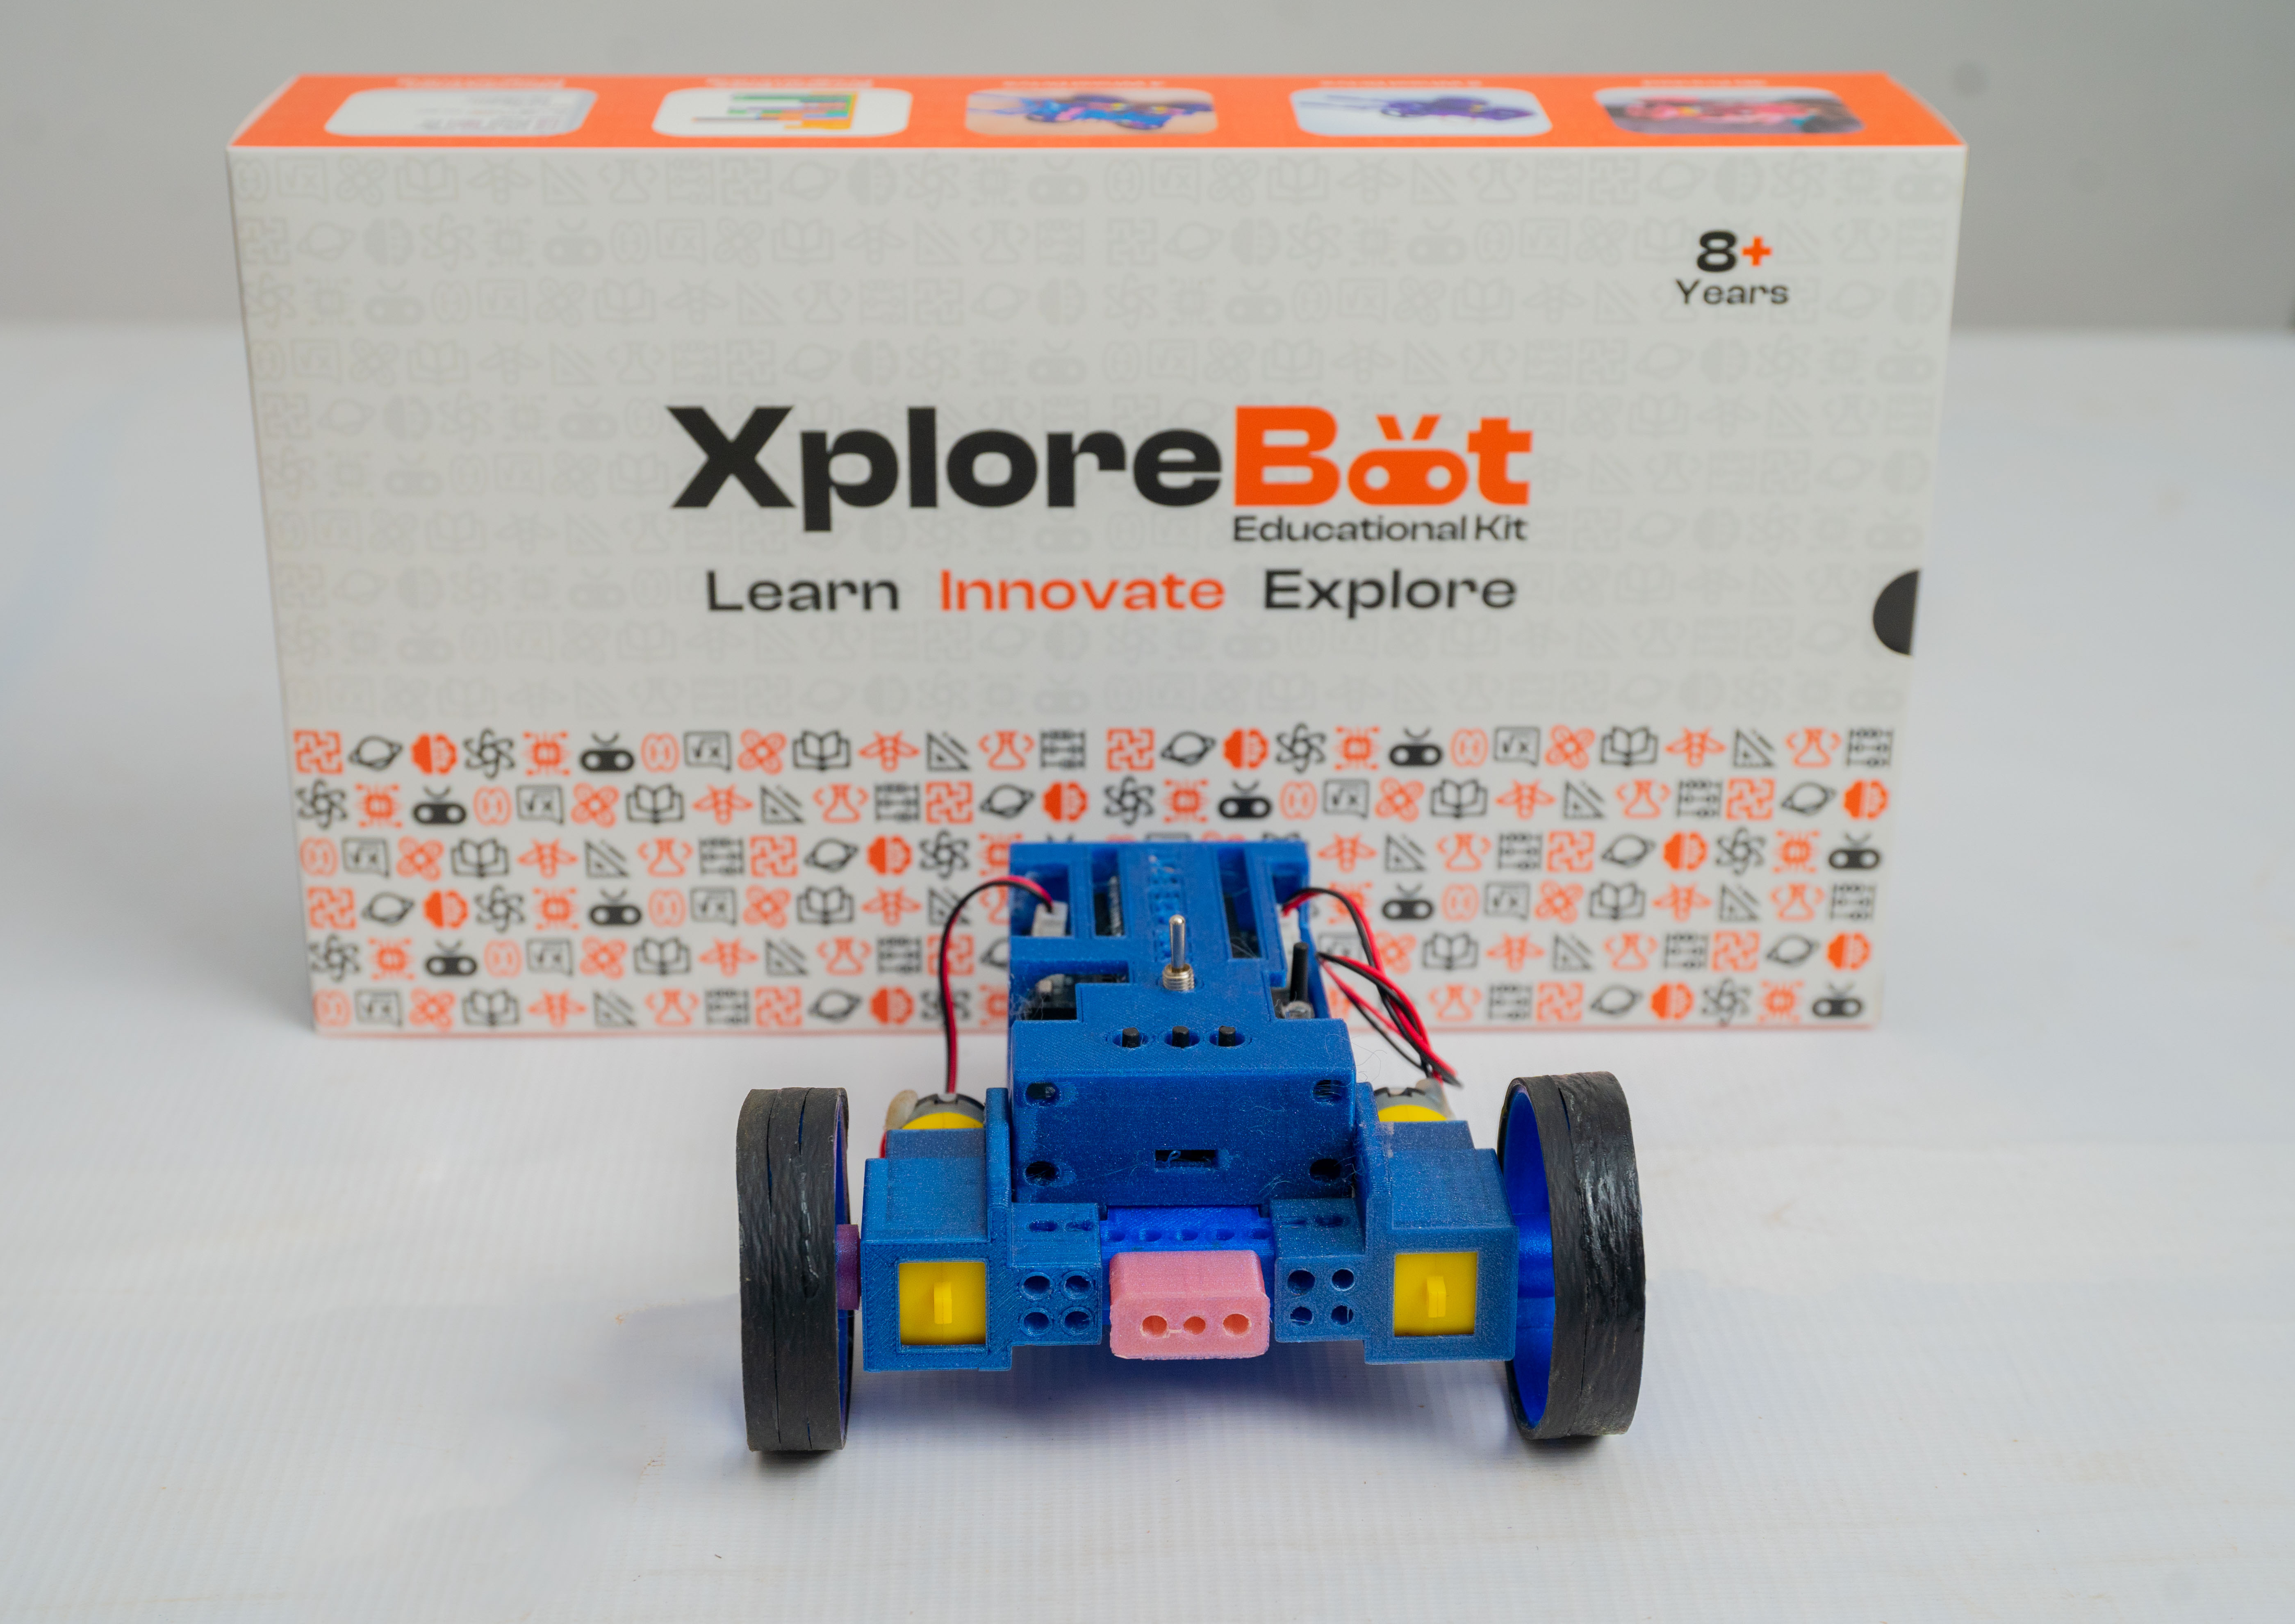 8+
Years
XploreBot
Educational Kit
Learn Innovate Explore